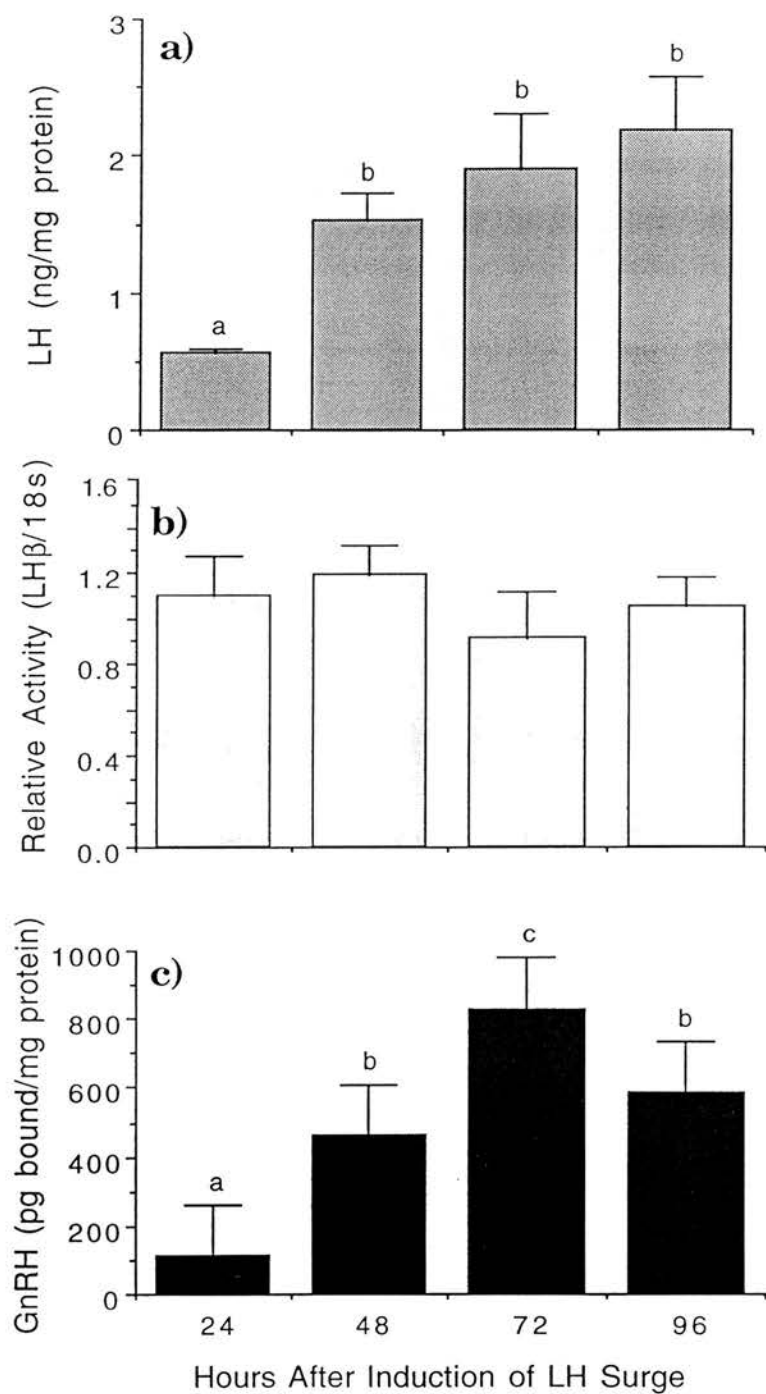 3
a)
b
b
b
2
LH (ng/mg protein)
1
a
0
1.6
b)
Relative Activity (LHβ/18s)
1.2
0.8
0.4
0.0
1000
c)
c
GnRH (pg bound/mg protein)
800
b
b
600
400
a
200
0
24 48 72 96
Hours After Induction of LH Surge